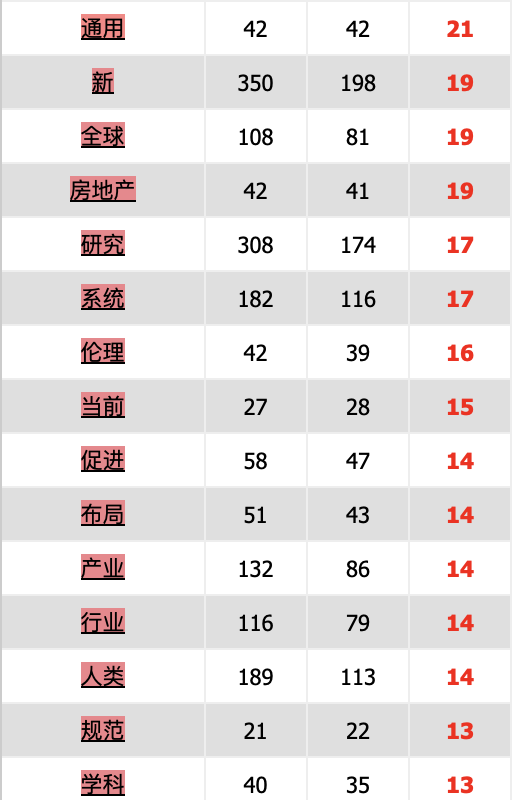 通用 42 42 21
新 350 198 19
全球 108 81 19
房地产 42 41 19
研究 308 174 17
系统 182 116 17
伦理 42 39 16
当前 27 28 15
促进 58 47 14
布局 51 43 14
产业 132 86 14
行业 116 79 14
人类 189 113 14
规范 21 22 13
学科 40 35 13